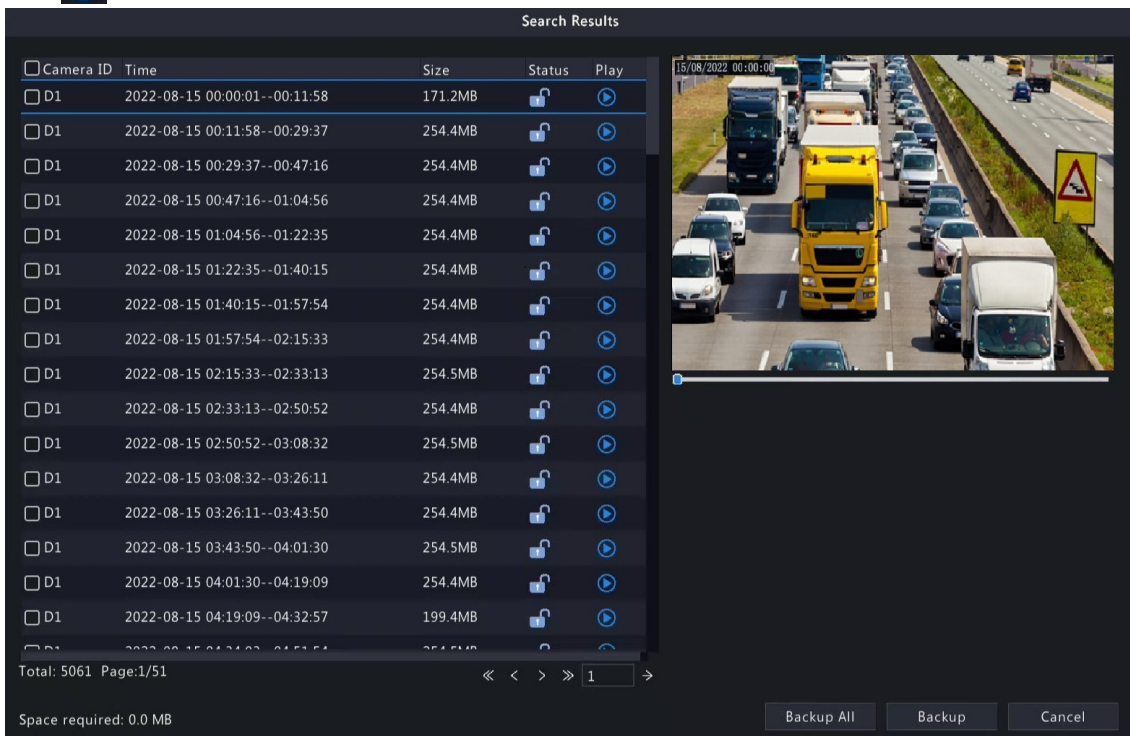 Search Results
Camera ID Time Size Status Play
D1 2022-08-15 00:00:01--00:11:58 171.2MB
D1 2022-08-15 00:11:58--00:29:37 254.4MB
D1 2022-08-15 00:29:37--00:47:16 254.4MB
D1 2022-08-15 00:47:16--01:04:56 254.4MB
D1 2022-08-15 01:04:56--01:22:35 254.4MB
D1 2022-08-15 01:22:35--01:40:15 254.4MB
D1 2022-08-15 01:40:15--01:57:54 254.4MB
D1 2022-08-15 01:57:54--02:15:33 254.4MB
D1 2022-08-15 02:15:33--02:33:13 254.5MB
D1 2022-08-15 02:33:13--02:50:52 254.4MB
D1 2022-08-15 02:50:52--03:08:32 254.5MB
D1 2022-08-15 03:08:32--03:26:11 254.4MB
D1 2022-08-15 03:26:11--03:43:50 254.4MB
D1 2022-08-15 03:43:50--04:01:30 254.5MB
D1 2022-08-15 04:01:30--04:19:09 254.4MB
D1 2022-08-15 04:19:09--04:32:57 199.4MB
15/08/2022 00:00:00
Total: 5061 Page:1/51
1
Space required: 0.0 MB
Backup All Backup Cancel